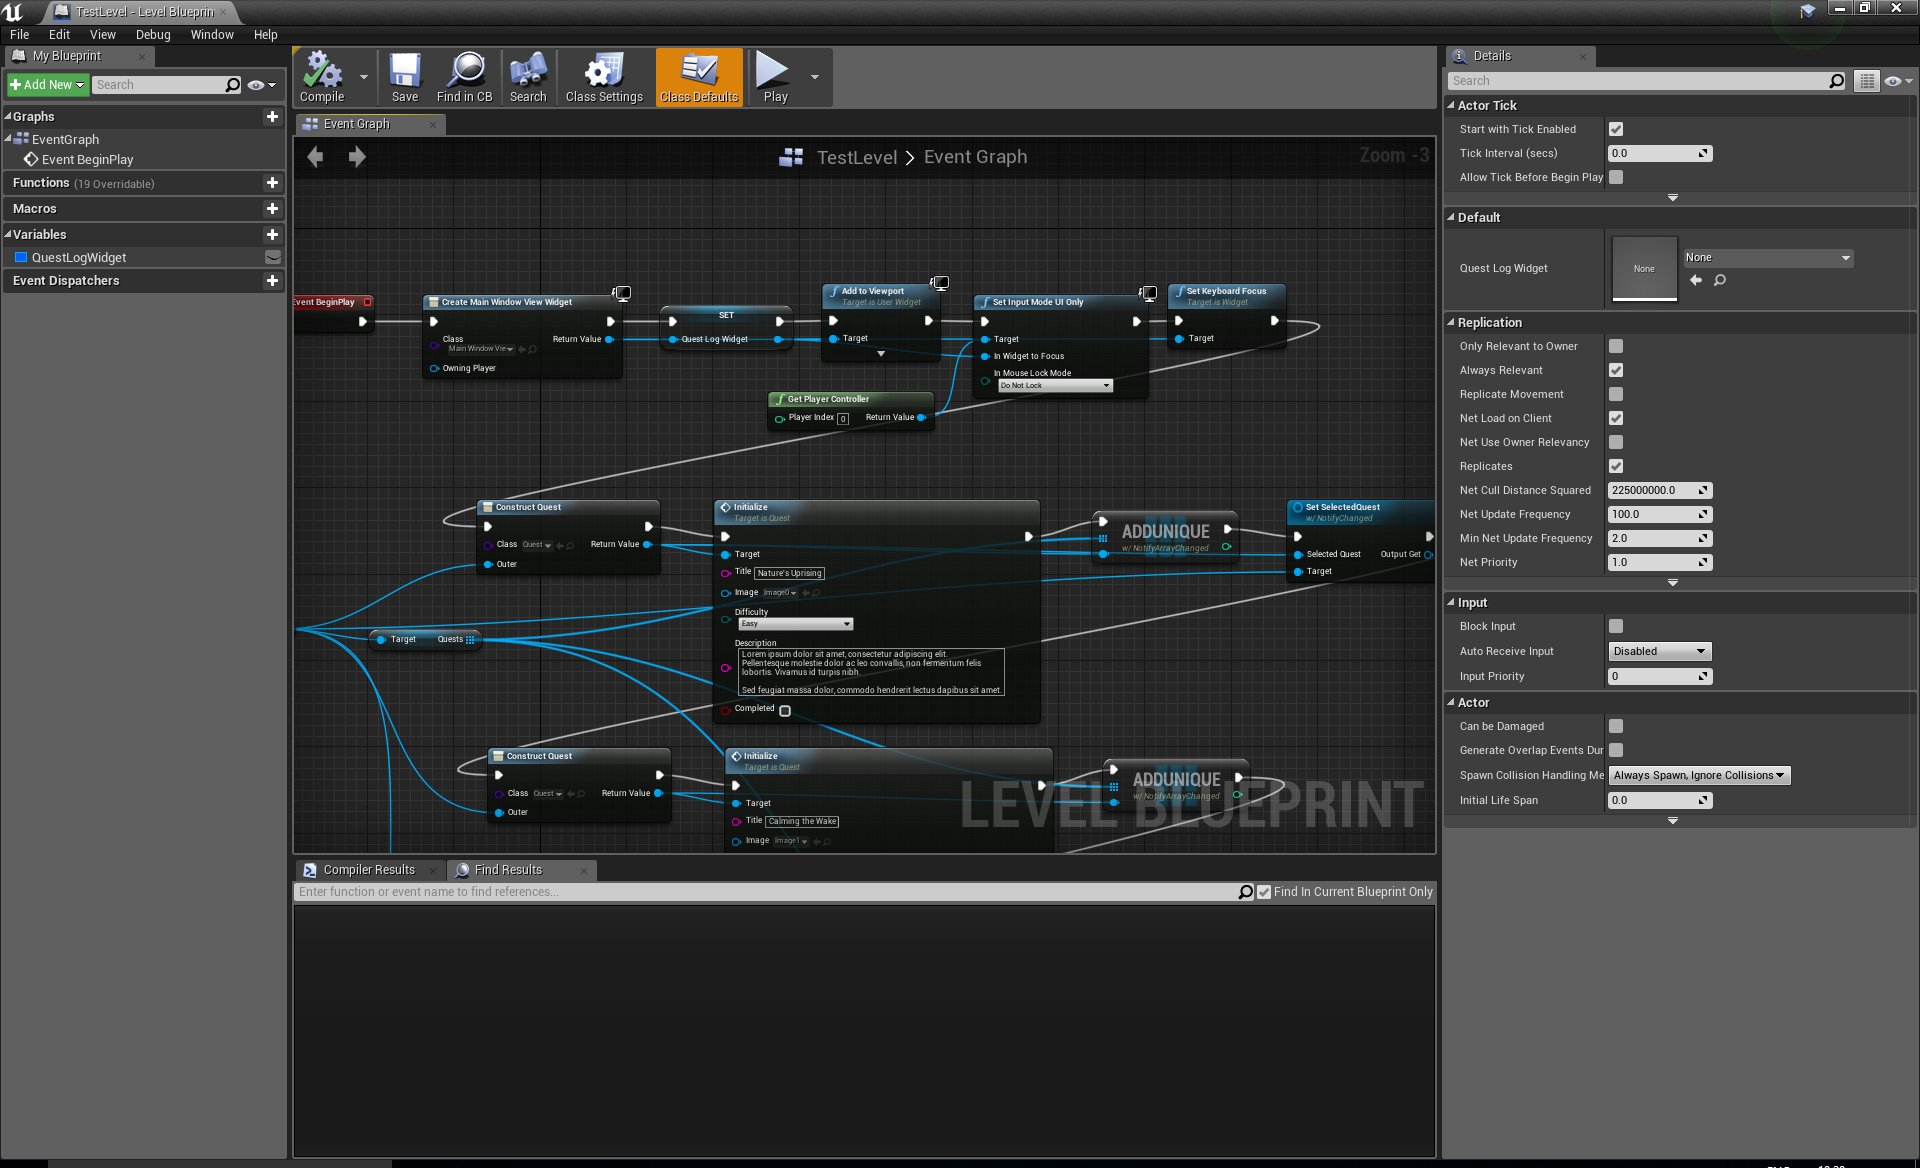 TestLevel - Level Blueprin
File Edit View Debug Window Help
My Blueprint
Add New
Search
Graphs
EventGraph
Event BeginPlay
Functions (19 Overridable)
Macros
Variables
QuestLogWidget
Event Dispatchers
Compile
Save
Find in CB
Search
Class Settings
Class Defaults
Play
Event Graph
TestLevel > Event Graph
Zoom -3
Event BeginPlay
Create Main Window View Widget
Class
Main Window Vie
Return Value
Owning Player
SET
Quest Log Widget
Add to Viewport
Target is User Widget
Target
Set Input Mode UI Only
Target
In Widget to Focus
In Mouse Lock Mode
Do Not Lock
Set Keyboard Focus
Target is Widget
Target
Get Player Controller
Player Index 0
Return Value
Construct Quest
Class Quest
Return Value
Outer
Initialize
Target is Quest
Target
Title Nature's Uprising
Image Image0
Difficulty
Easy
Description
Lorem ipsum dolor sit amet, consectetur adipiscing elit.
Pellentesque molestie dolor ac leo convallis, non fermentum felis
lobortis. Vivamus id turpis nibh.
Sed feugiat massa dolor, commodo hendrerit lectus dapibus sit amet.
Completed
ADDUNIQUE
w/ NotifyArrayChanged
Set SelectedQuest
w/ NotifyChanged
Selected Quest
Output Get
Target
Target Quests
Construct Quest
Class Quest
Return Value
Outer
Initialize
Target is Quest
Target
Title Calming the Wake
Image Image1
ADDUNIQUE
w/ NotifyArrayChanged
LEVEL BLUEPRINT
Compiler Results
Find Results
Enter function or event name to find references...
Find In Current Blueprint Only
Details
Search
Actor Tick
Start with Tick Enabled
Tick Interval (secs) 0.0
Allow Tick Before Begin Play
Default
Quest Log Widget
None
None
Replication
Only Relevant to Owner
Always Relevant
Replicate Movement
Net Load on Client
Net Use Owner Relevancy
Replicates
Net Cull Distance Squared 225000000.0
Net Update Frequency 100.0
Min Net Update Frequency 2.0
Net Priority 1.0
Input
Block Input
Auto Receive Input Disabled
Input Priority 0
Actor
Can be Damaged
Generate Overlap Events Dur
Spawn Collision Handling Me Always Spawn, Ignore Collisions
Initial Life Span 0.0